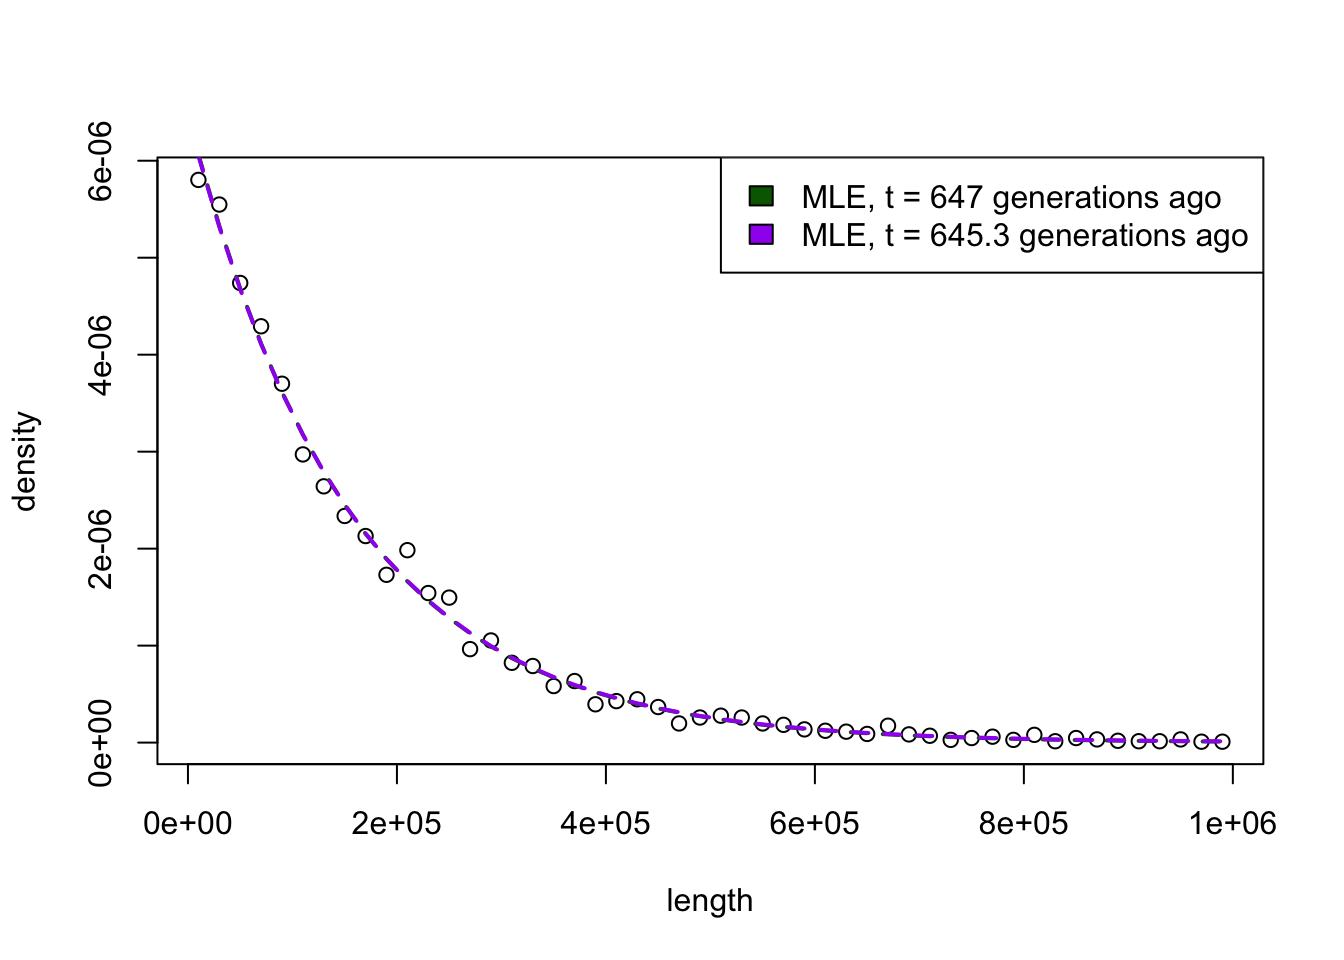 MLE, t = 647 generations ago
MLE, t = 645.3 generations ago
density
6e-06
4e-06
2e-06
0e+00
0e+00 2e+05 4e+05 6e+05 8e+05 1e+06
length